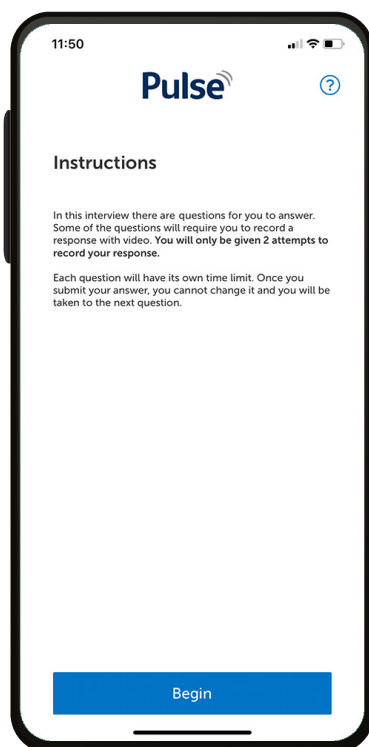 11:50
Pulse
?
Instructions
In this interview there are questions for you to answer.
Some of the questions will require you to record a
response with video. You will only be given 2 attempts to
record your response.
Each question will have its own time limit. Once you
submit your answer, you cannot change it and you will be
taken to the next question.
Begin